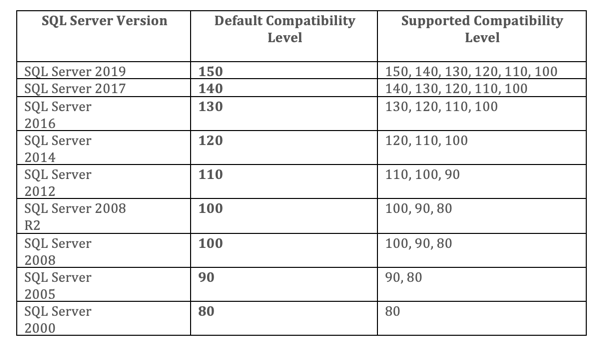 SQL Server Version Default Compatibility Level Supported Compatibility Level
SQL Server 2019 150 150, 140, 130, 120, 110, 100
SQL Server 2017 140 140, 130, 120, 110, 100
SQL Server 2016 130 130, 120, 110, 100
SQL Server 2014 120 120, 110, 100
SQL Server 2012 110 110, 100, 90
SQL Server 2008 R2 100 100, 90, 80
SQL Server 2008 100 100, 90, 80
SQL Server 2005 90 90, 80
SQL Server 2000 80 80